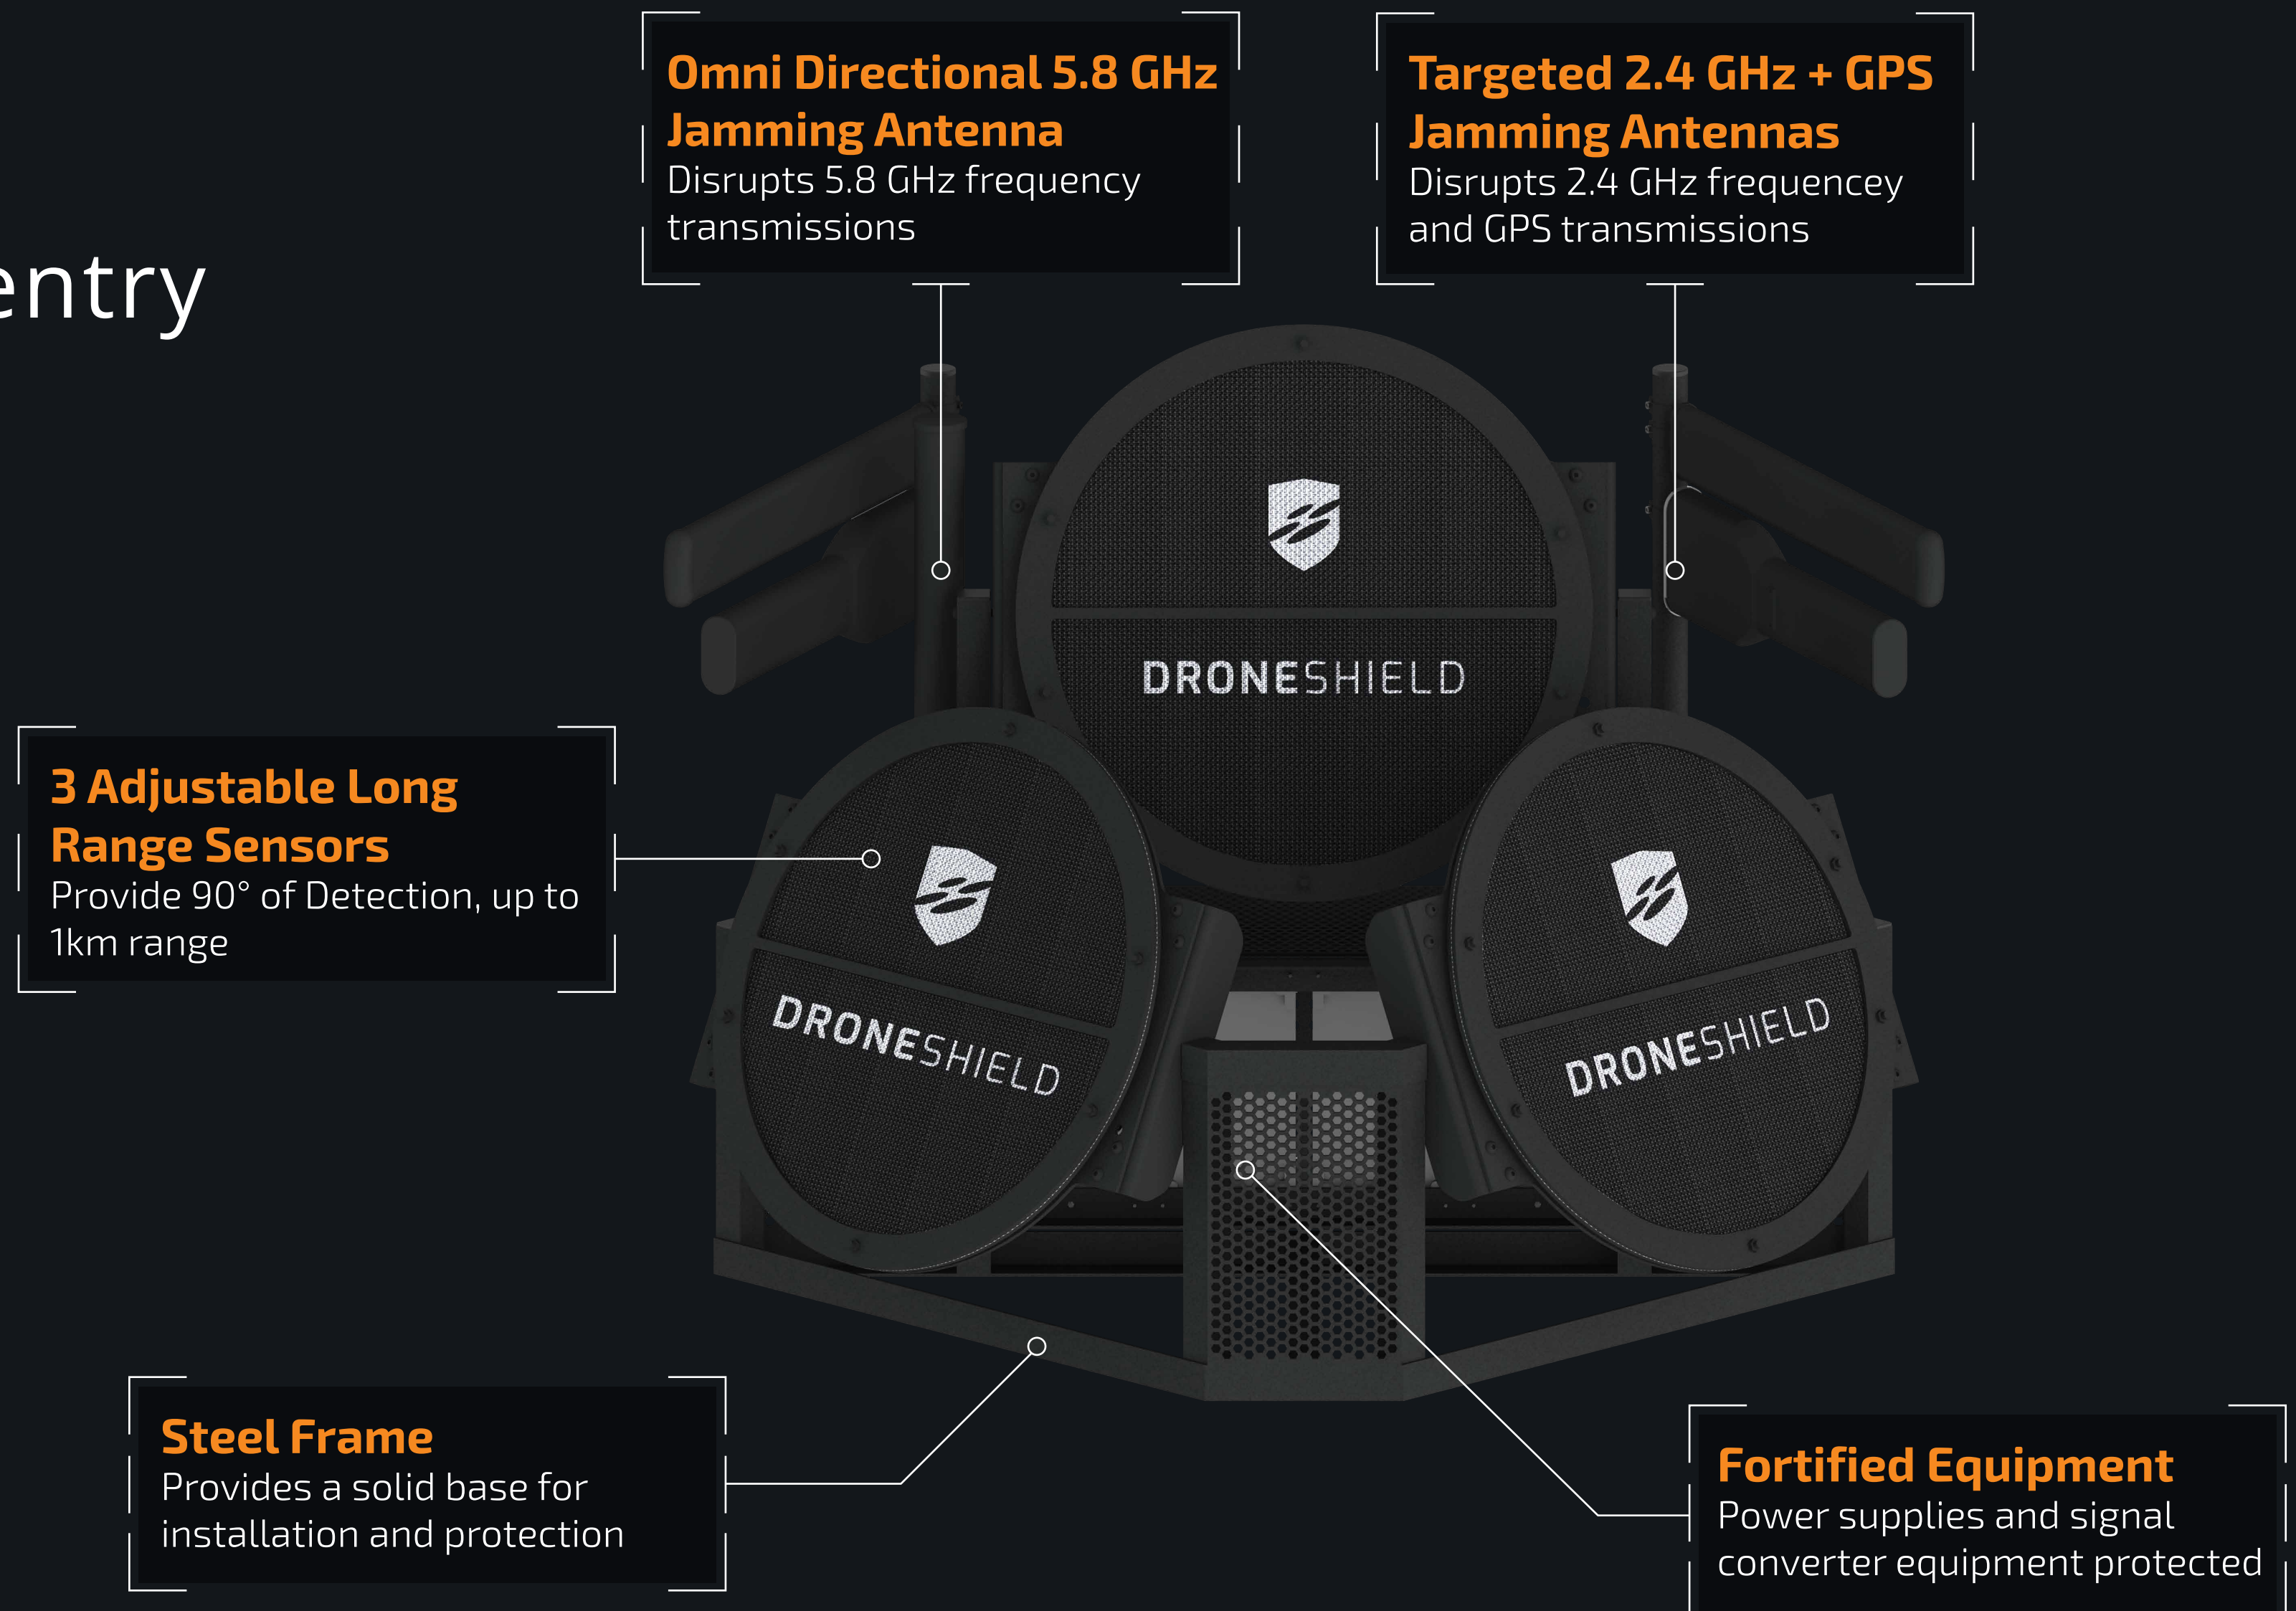 Omni Directional 5.8 GHz
Jamming Antenna
Disrupts 5.8 GHz frequency
transmissions
Targeted 2.4 GHz + GPS
Jamming Antennas
Disrupts 2.4 GHz frequencey
and GPS transmissions
entry
DRONESHIELD
3 Adjustable Long
Range Sensors
Provide 90° of Detection, up to
1km range
DRONESHIELD
DRONESHIELD
Steel Frame
Provides a solid base for
installation and protection
Fortified Equipment
Power supplies and signal
converter equipment protected